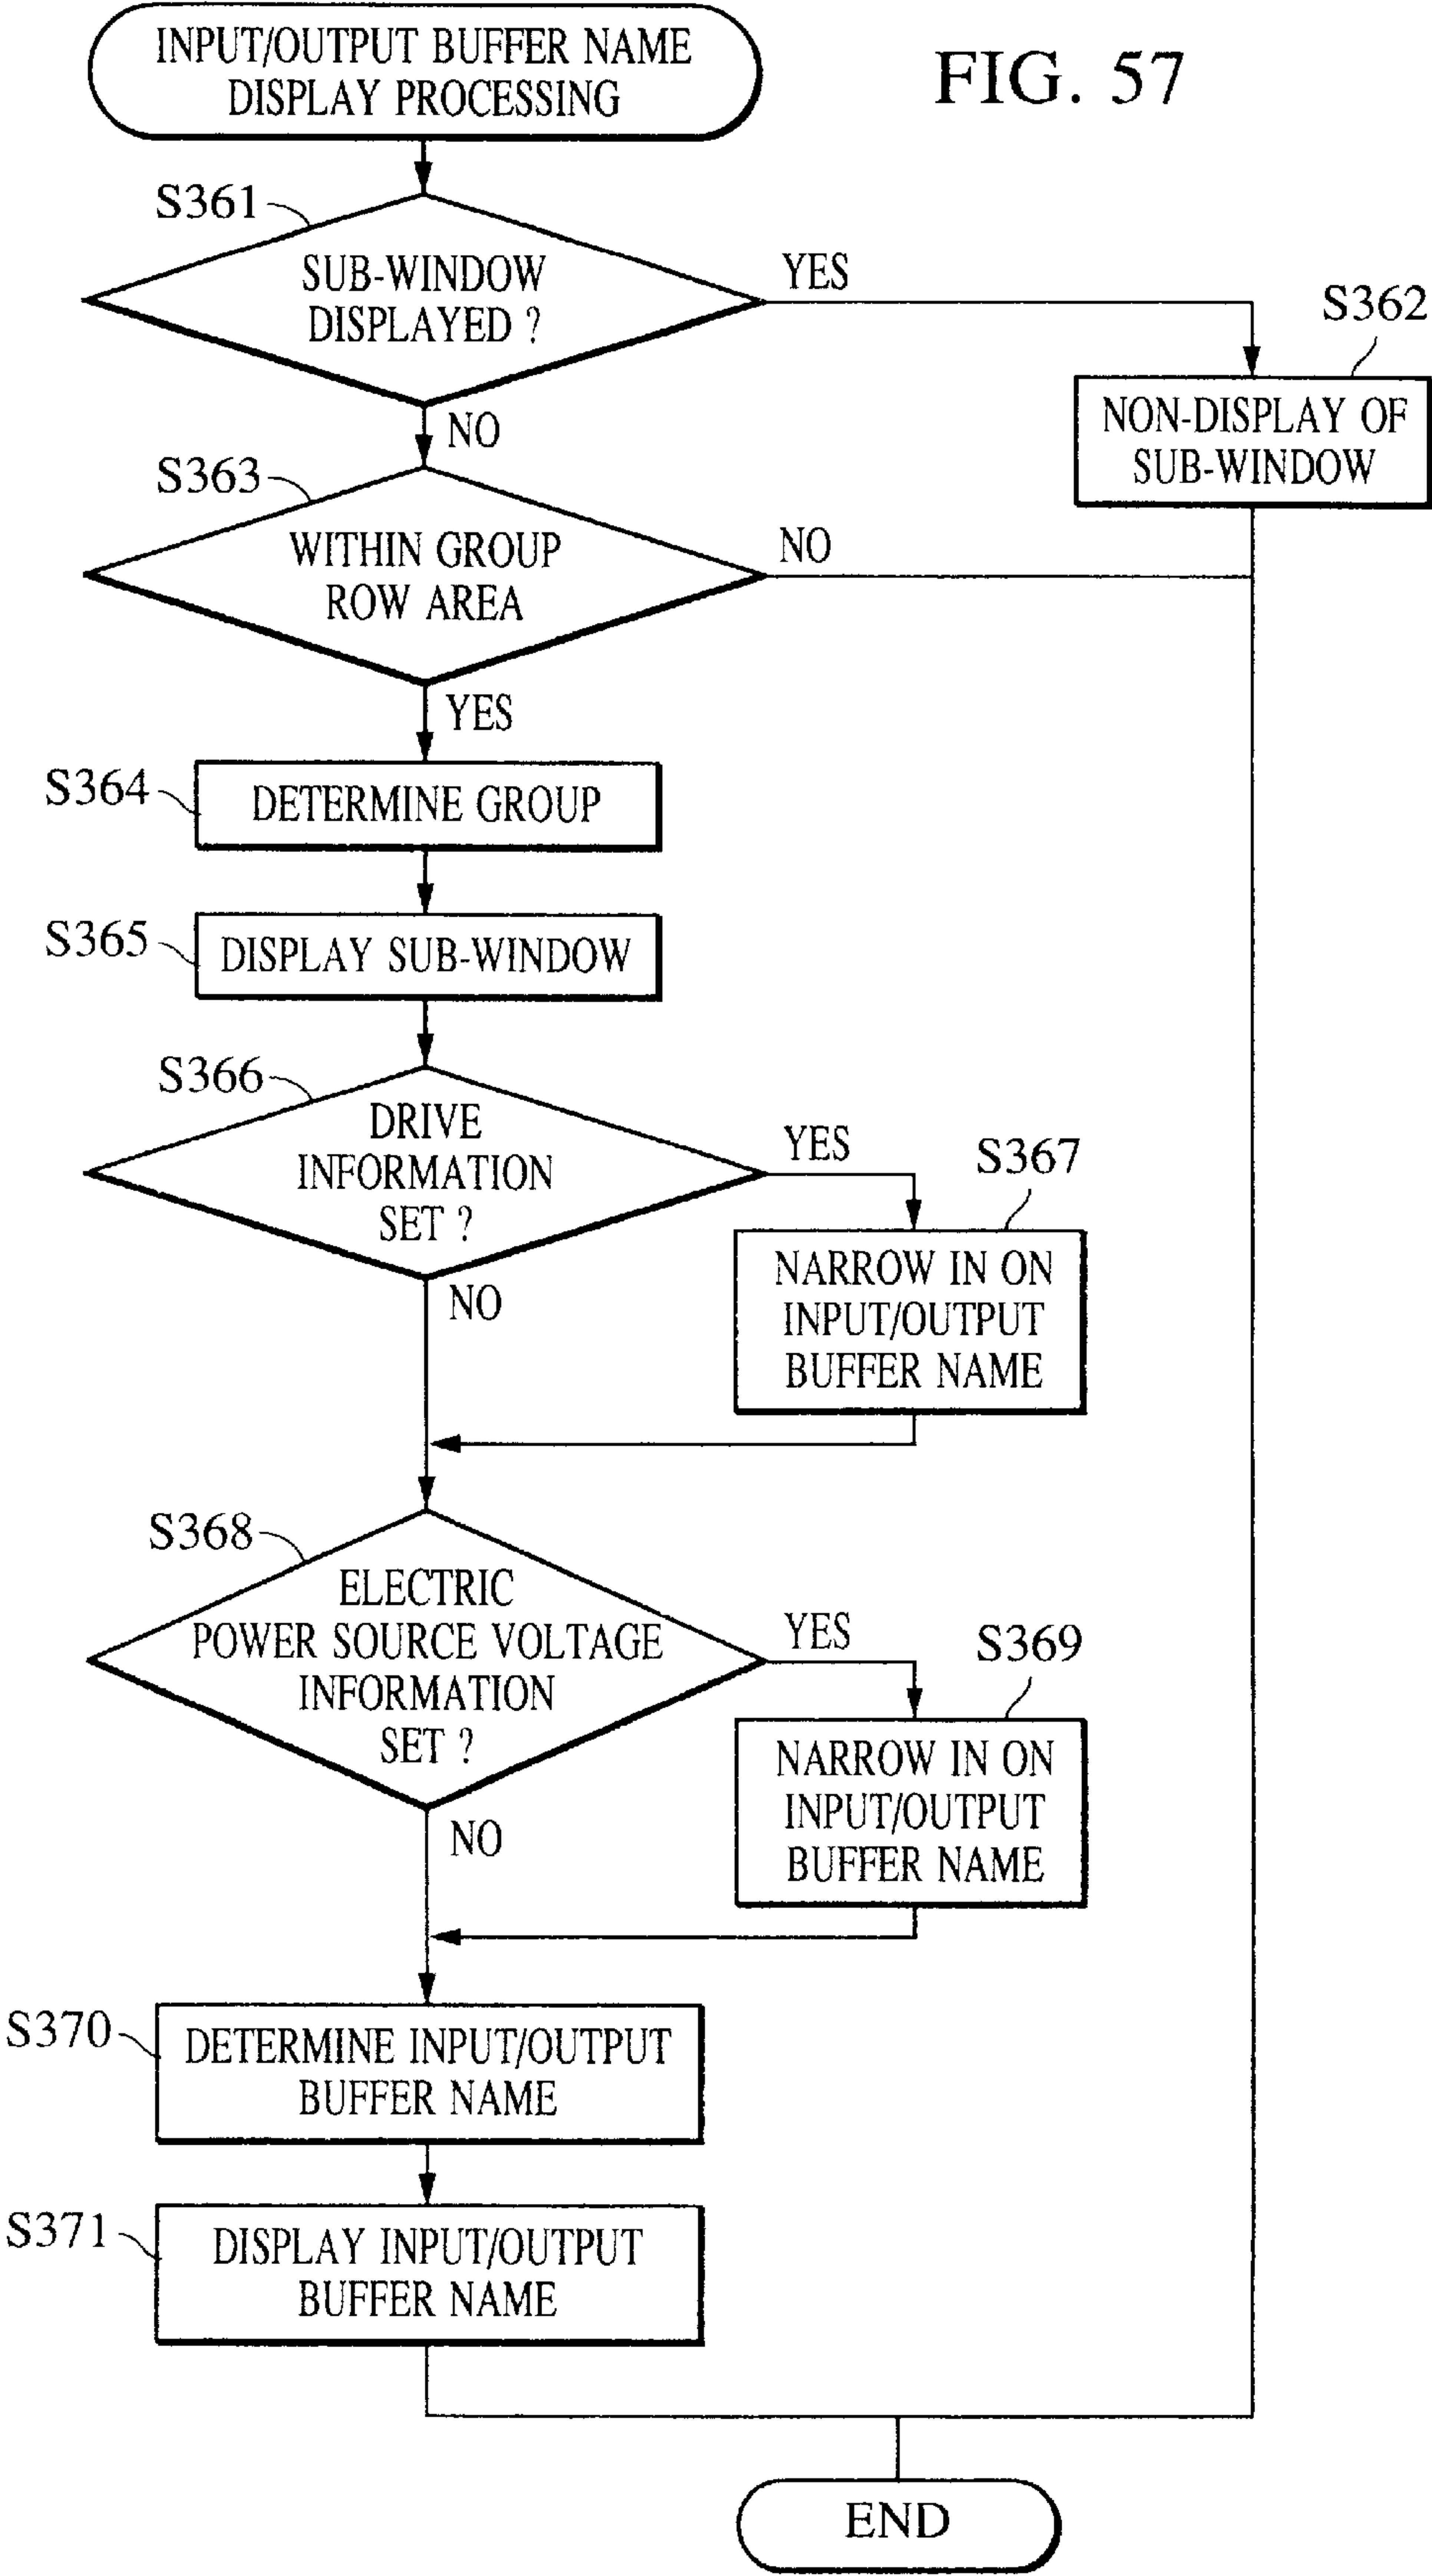 INPUT/OUTPUT BUFFER NAME
DISPLAY PROCESSING
FIG. 57
S361
SUB-WINDOW
DISPLAYED ?
YES
S362
NON-DISPLAY OF
SUB-WINDOW
NO
S363
WITHIN GROUP
ROW AREA
NO
YES
S364
DETERMINE GROUP
S365
DISPLAY SUB-WINDOW
S366
DRIVE
INFORMATION
SET ?
YES
S367
NARROW IN ON
INPUT/OUTPUT
BUFFER NAME
NO
S368
ELECTRIC
POWER SOURCE VOLTAGE
INFORMATION
SET ?
YES
S369
NARROW IN ON
INPUT/OUTPUT
BUFFER NAME
NO
S370
DETERMINE INPUT/OUTPUT
BUFFER NAME
S371
DISPLAY INPUT/OUTPUT
BUFFER NAME
END